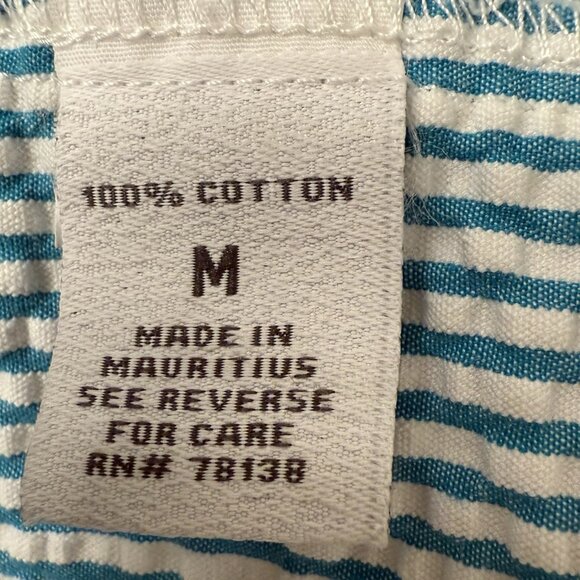 100% COTTON
M
MADE IN
MAURITIUS
SEE REVERSE
FOR CARE
RN# 78138